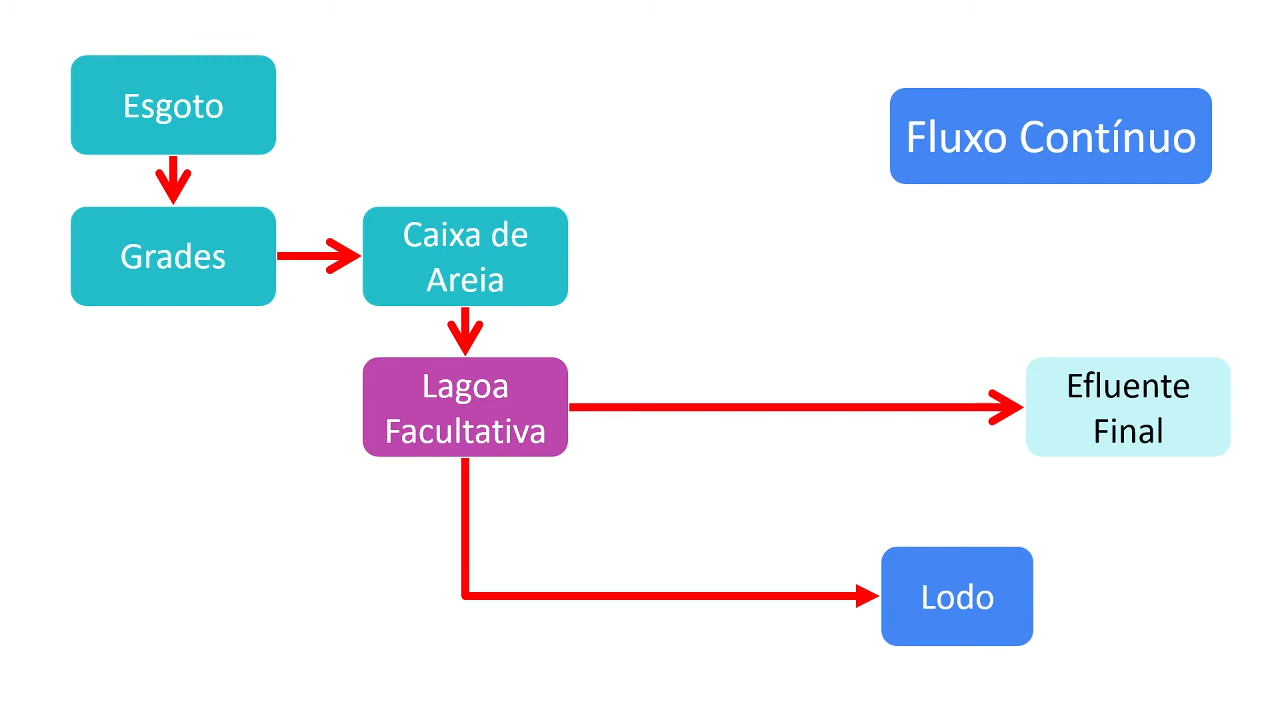 Esgoto
Fluxo Contínuo
Grades
Caixa de
Areia
Lagoa
Facultativa
Efluente
Final
Lodo